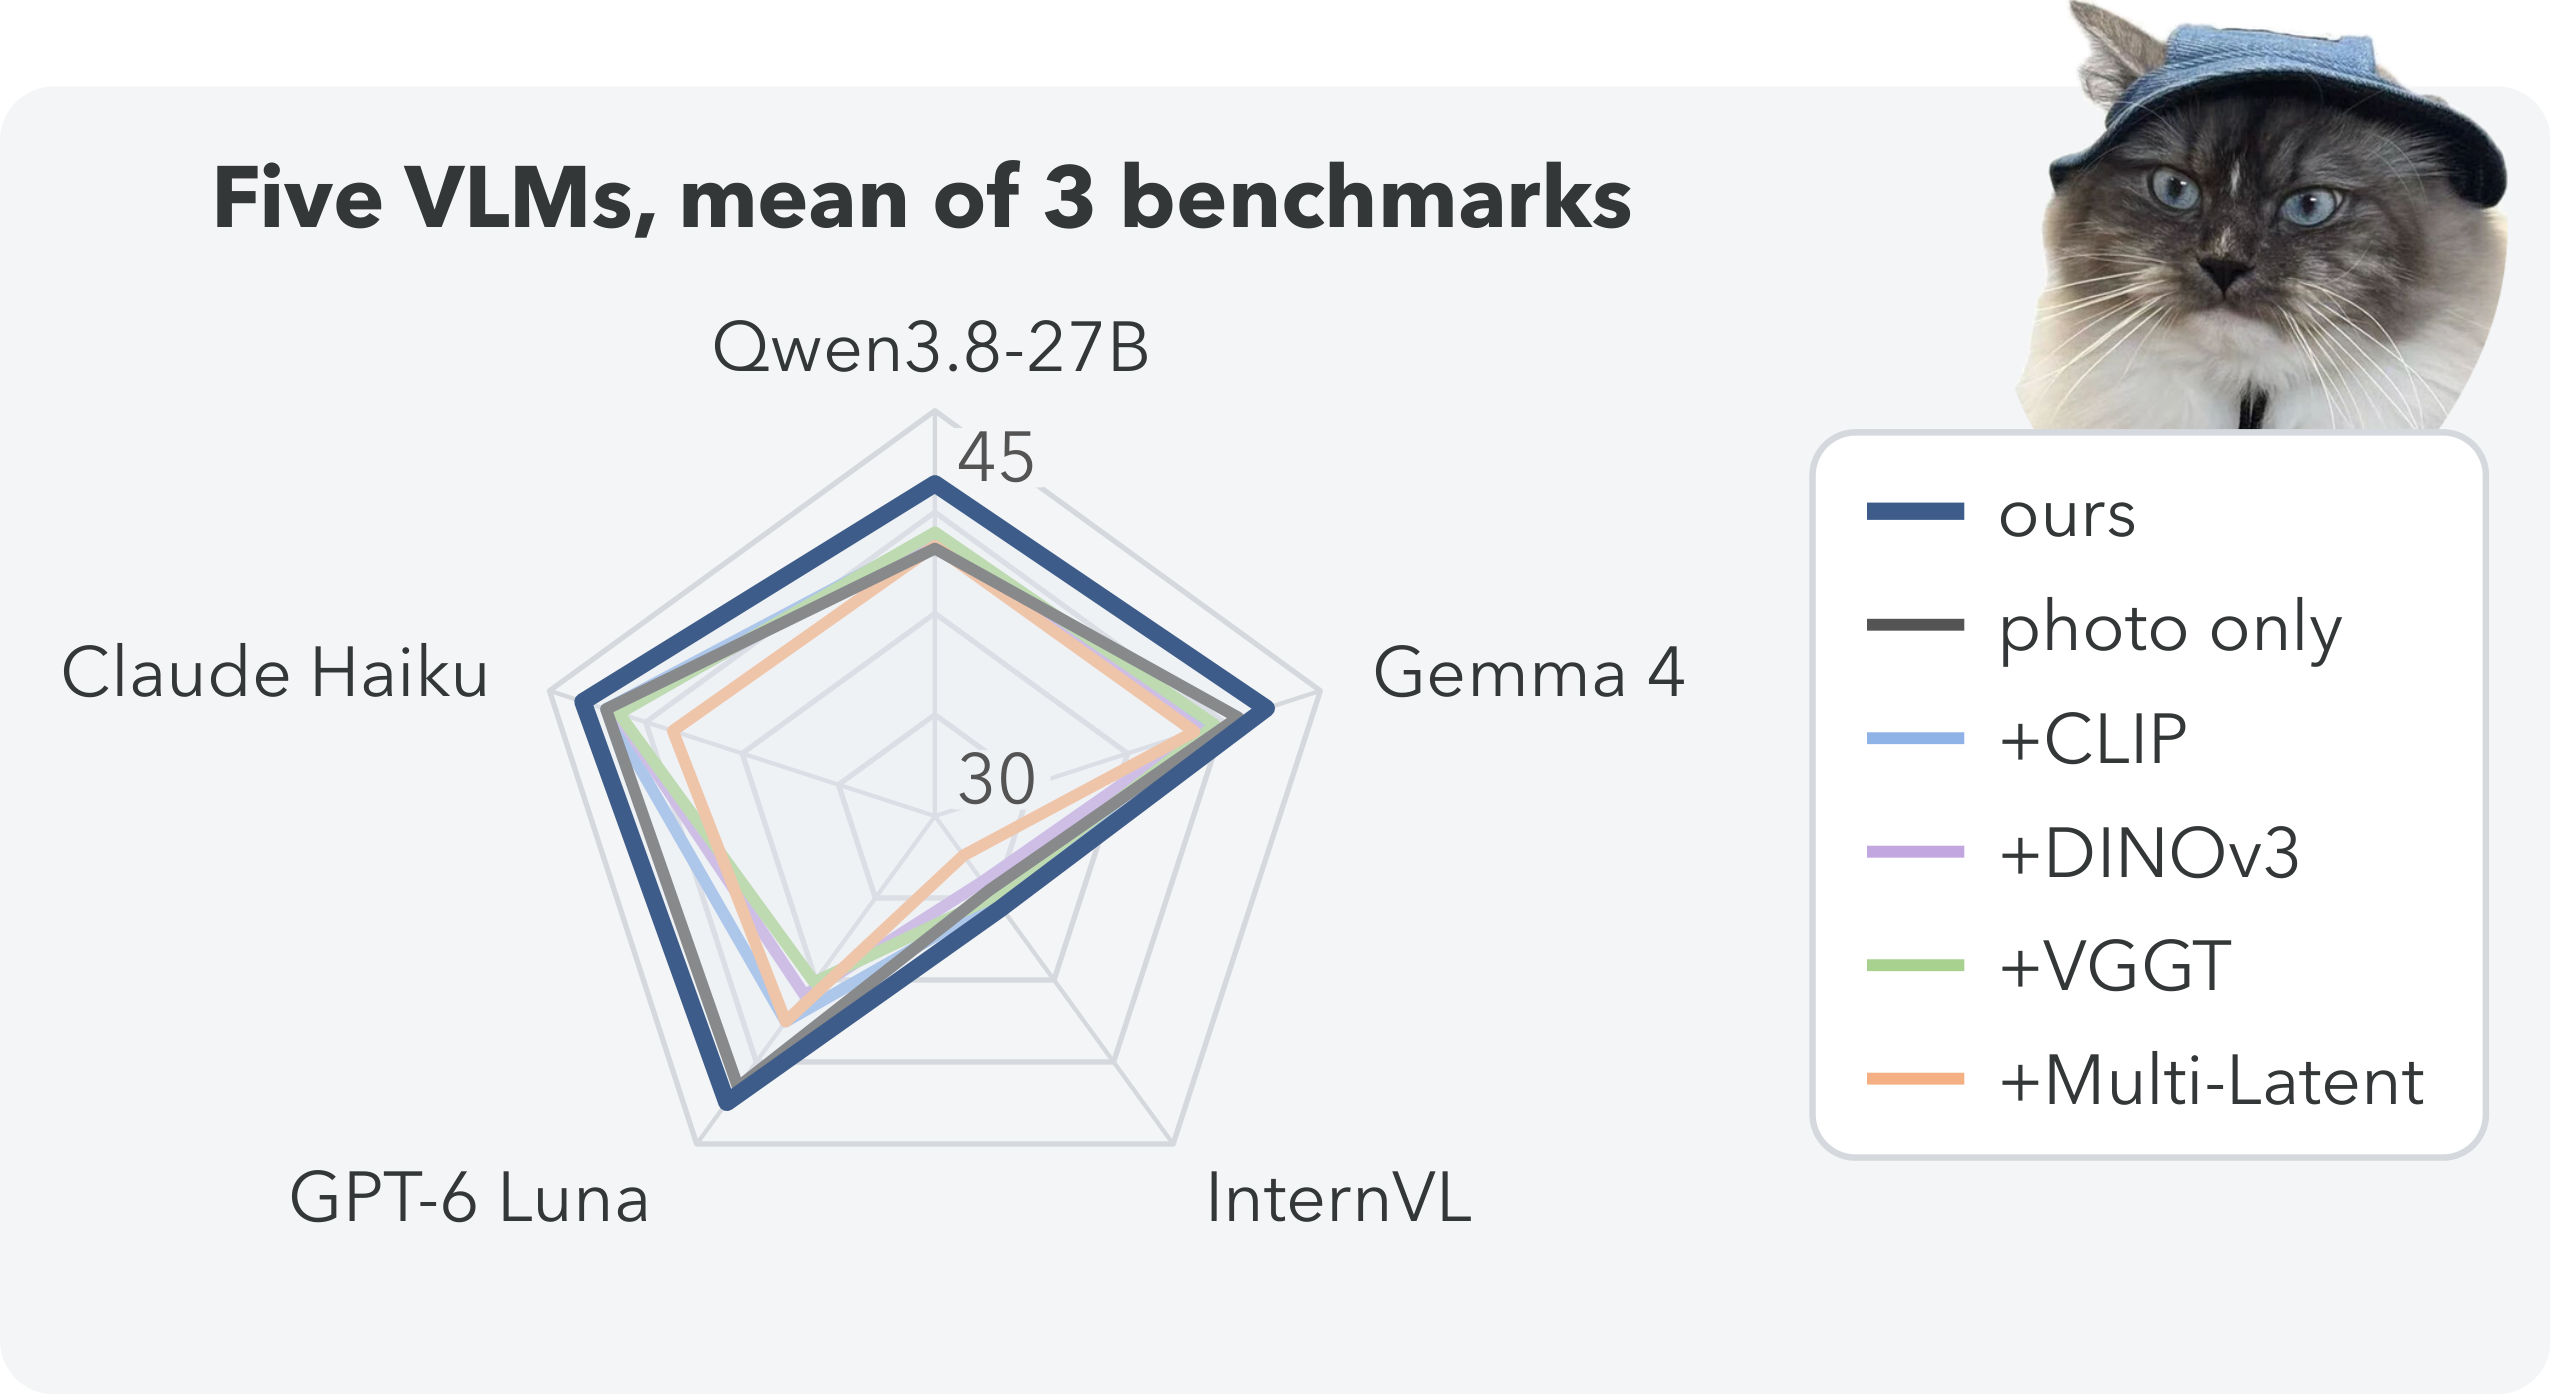 Five VLMs, mean of 3 benchmarks
Qwen3.8-27B
45
Claude Haiku
Gemma 4
30
GPT-6 Luna
InternVL
ours
photo only
+CLIP
+DINOv3
+VGGT
+Multi-Latent